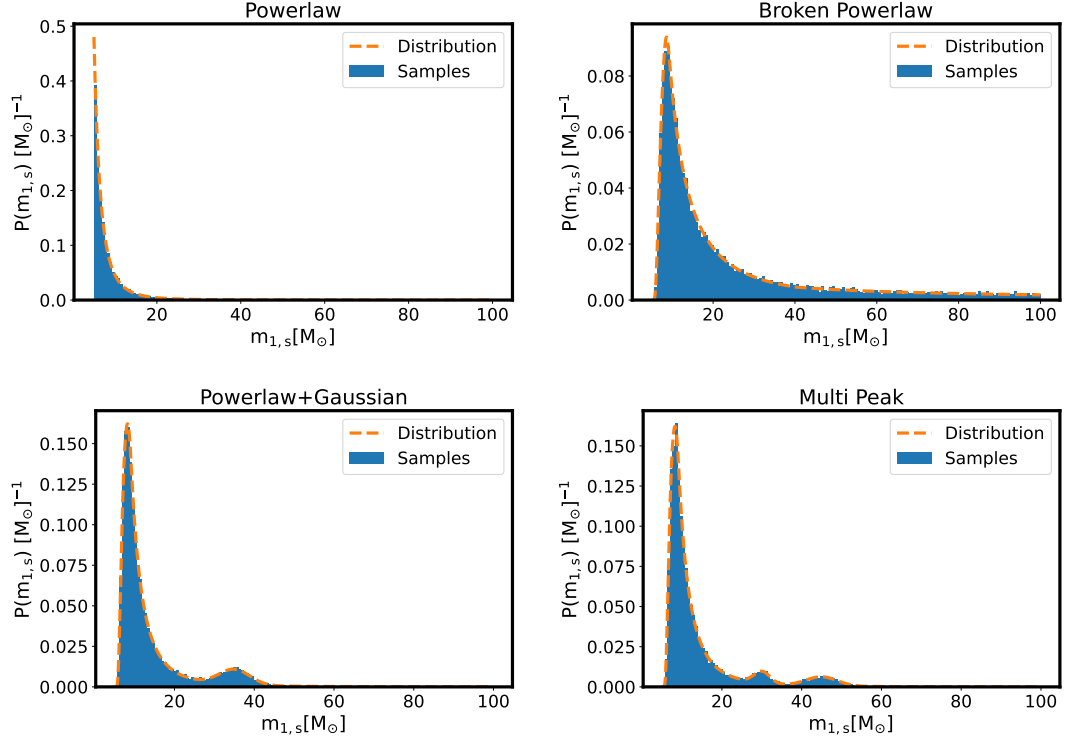 Powerlaw
P(m₁,ₛ) [M⊙]⁻¹
0.5
0.4
0.3
0.2
0.1
0.0
Distribution
Samples
20 40 60 80 100
m₁,ₛ[M⊙]
Broken Powerlaw
P(m₁,ₛ) [M⊙]⁻¹
0.08
0.06
0.04
0.02
0.00
Distribution
Samples
20 40 60 80 100
m₁,ₛ[M⊙]
Powerlaw+Gaussian
P(m₁,ₛ) [M⊙]⁻¹
0.150
0.125
0.100
0.075
0.050
0.025
0.000
Distribution
Samples
20 40 60 80 100
m₁,ₛ[M⊙]
Multi Peak
P(m₁,ₛ) [M⊙]⁻¹
0.150
0.125
0.100
0.075
0.050
0.025
0.000
Distribution
Samples
20 40 60 80 100
m₁,ₛ[M⊙]